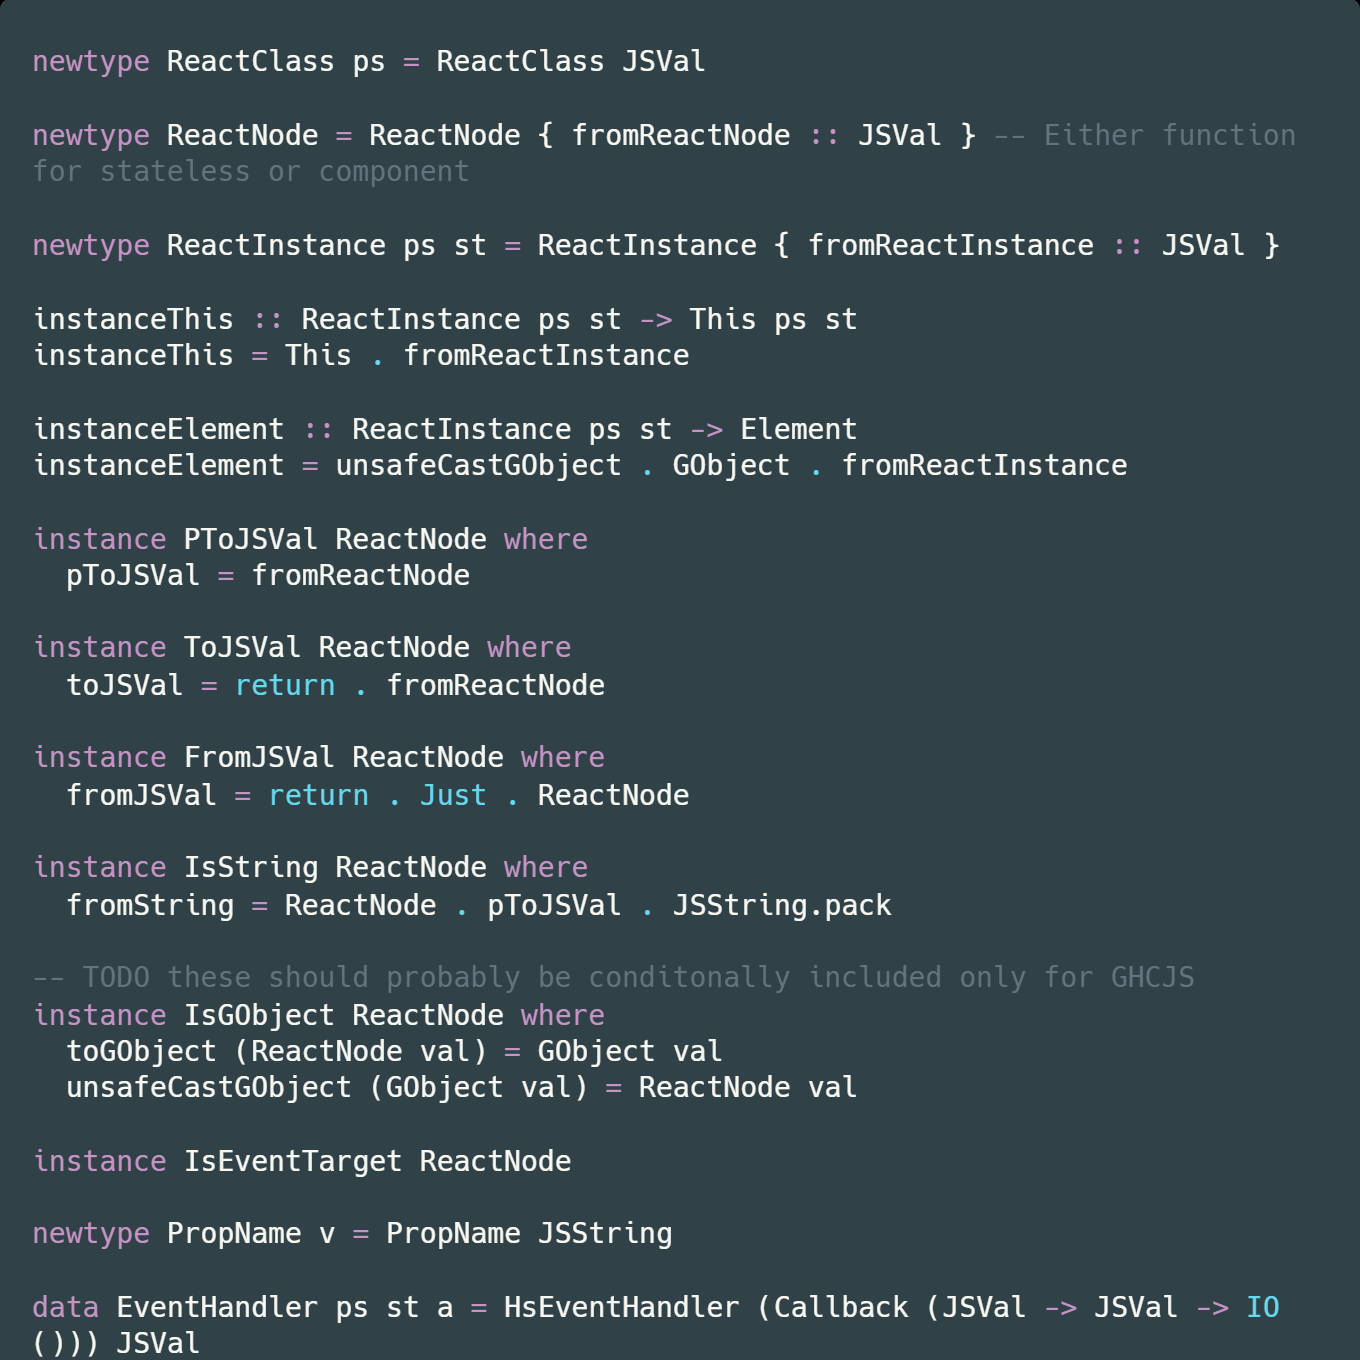 newtype ReactClass ps = ReactClass JSVal
newtype ReactNode = ReactNode { fromReactNode :: JSVal } -- Either function
for stateless or component
newtype ReactInstance ps st = ReactInstance { fromReactInstance :: JSVal }
instanceThis :: ReactInstance ps st -> This ps st
instanceThis = This . fromReactInstance
instanceElement :: ReactInstance ps st -> Element
instanceElement = unsafeCastGObject . GObject . fromReactInstance
instance PToJSVal ReactNode where
  pToJSVal = fromReactNode
instance ToJSVal ReactNode where
  toJSVal = return . fromReactNode
instance FromJSVal ReactNode where
  fromJSVal = return . Just . ReactNode
instance IsString ReactNode where
  fromString = ReactNode . pToJSVal . JSString.pack
-- TODO these should probably be conditonally included only for GHCJS
instance IsGObject ReactNode where
  toGObject (ReactNode val) = GObject val
  unsafeCastGObject (GObject val) = ReactNode val
instance IsEventTarget ReactNode
newtype PropName v = PropName JSString
data EventHandler ps st a = HsEventHandler (Callback (JSVal -> JSVal -> IO
())) JSVal